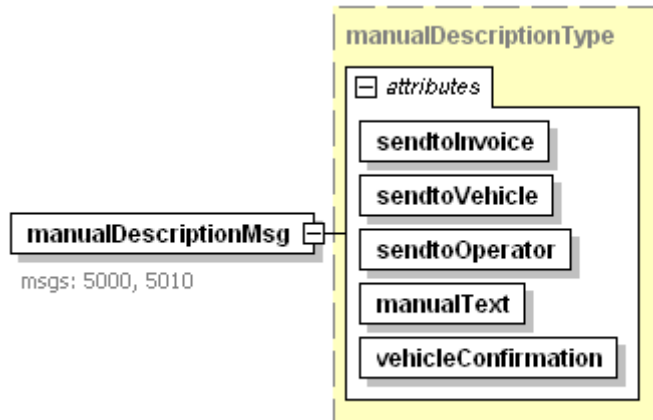 manualDescriptionType
attributes
sendtoInvoice
sendtoVehicle
manualDescriptionMsg
sendtoOperator
msgs: 5000, 5010
manualText
vehicleConfirmation